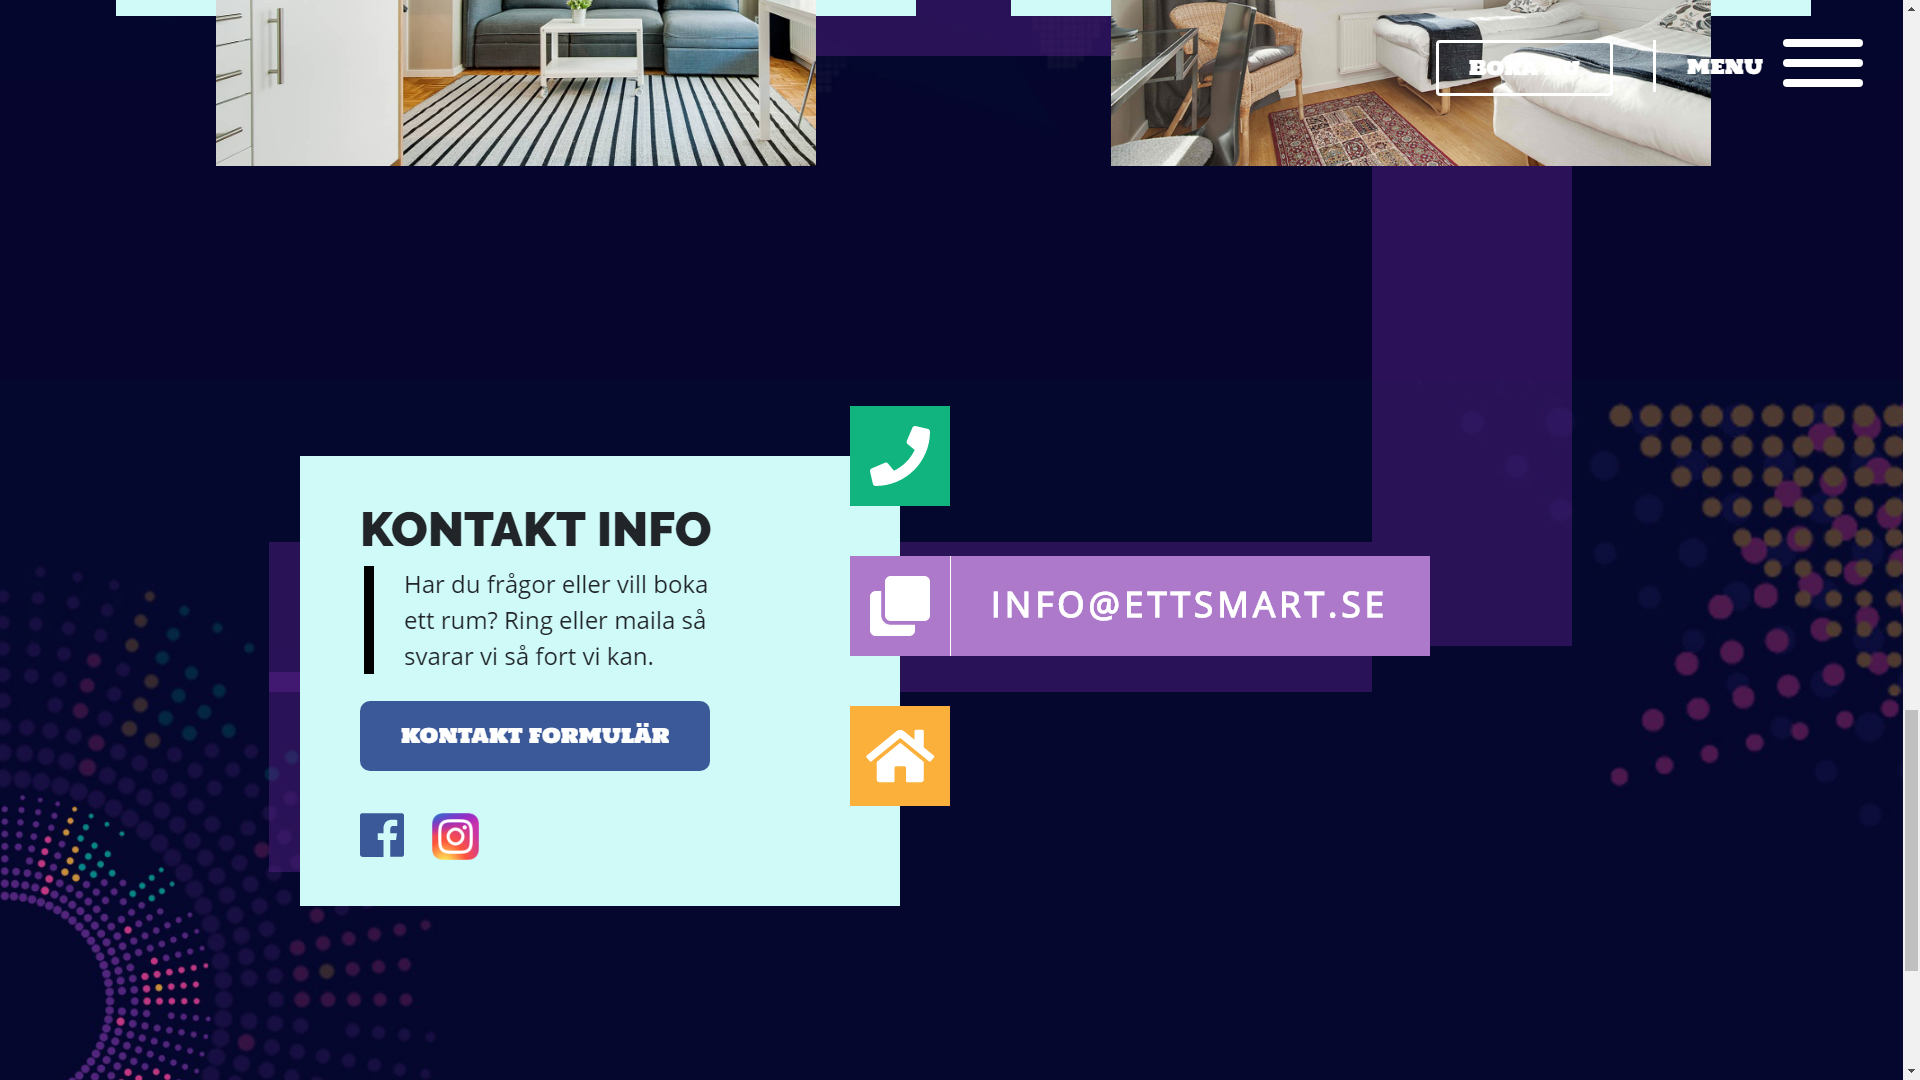 BOKA NU
MENU
KONTAKT INFO
Har du frågor eller vill boka
ett rum? Ring eller maila så
svarar vi så fort vi kan.
INFO@ETTSMART.SE
KONTAKT FORMULÄR